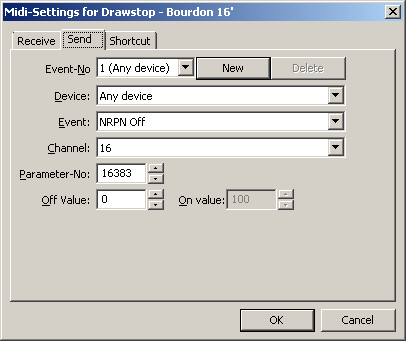 Midi-Settings for Drawstop - Bourdon 16'
Receive Send Shortcut
Event-No 1 (Any device) New Delete
Device: Any device
Event: NRPN Off
Channel: 16
Parameter-No: 16383
Off Value: 0 On value: 100
OK Cancel